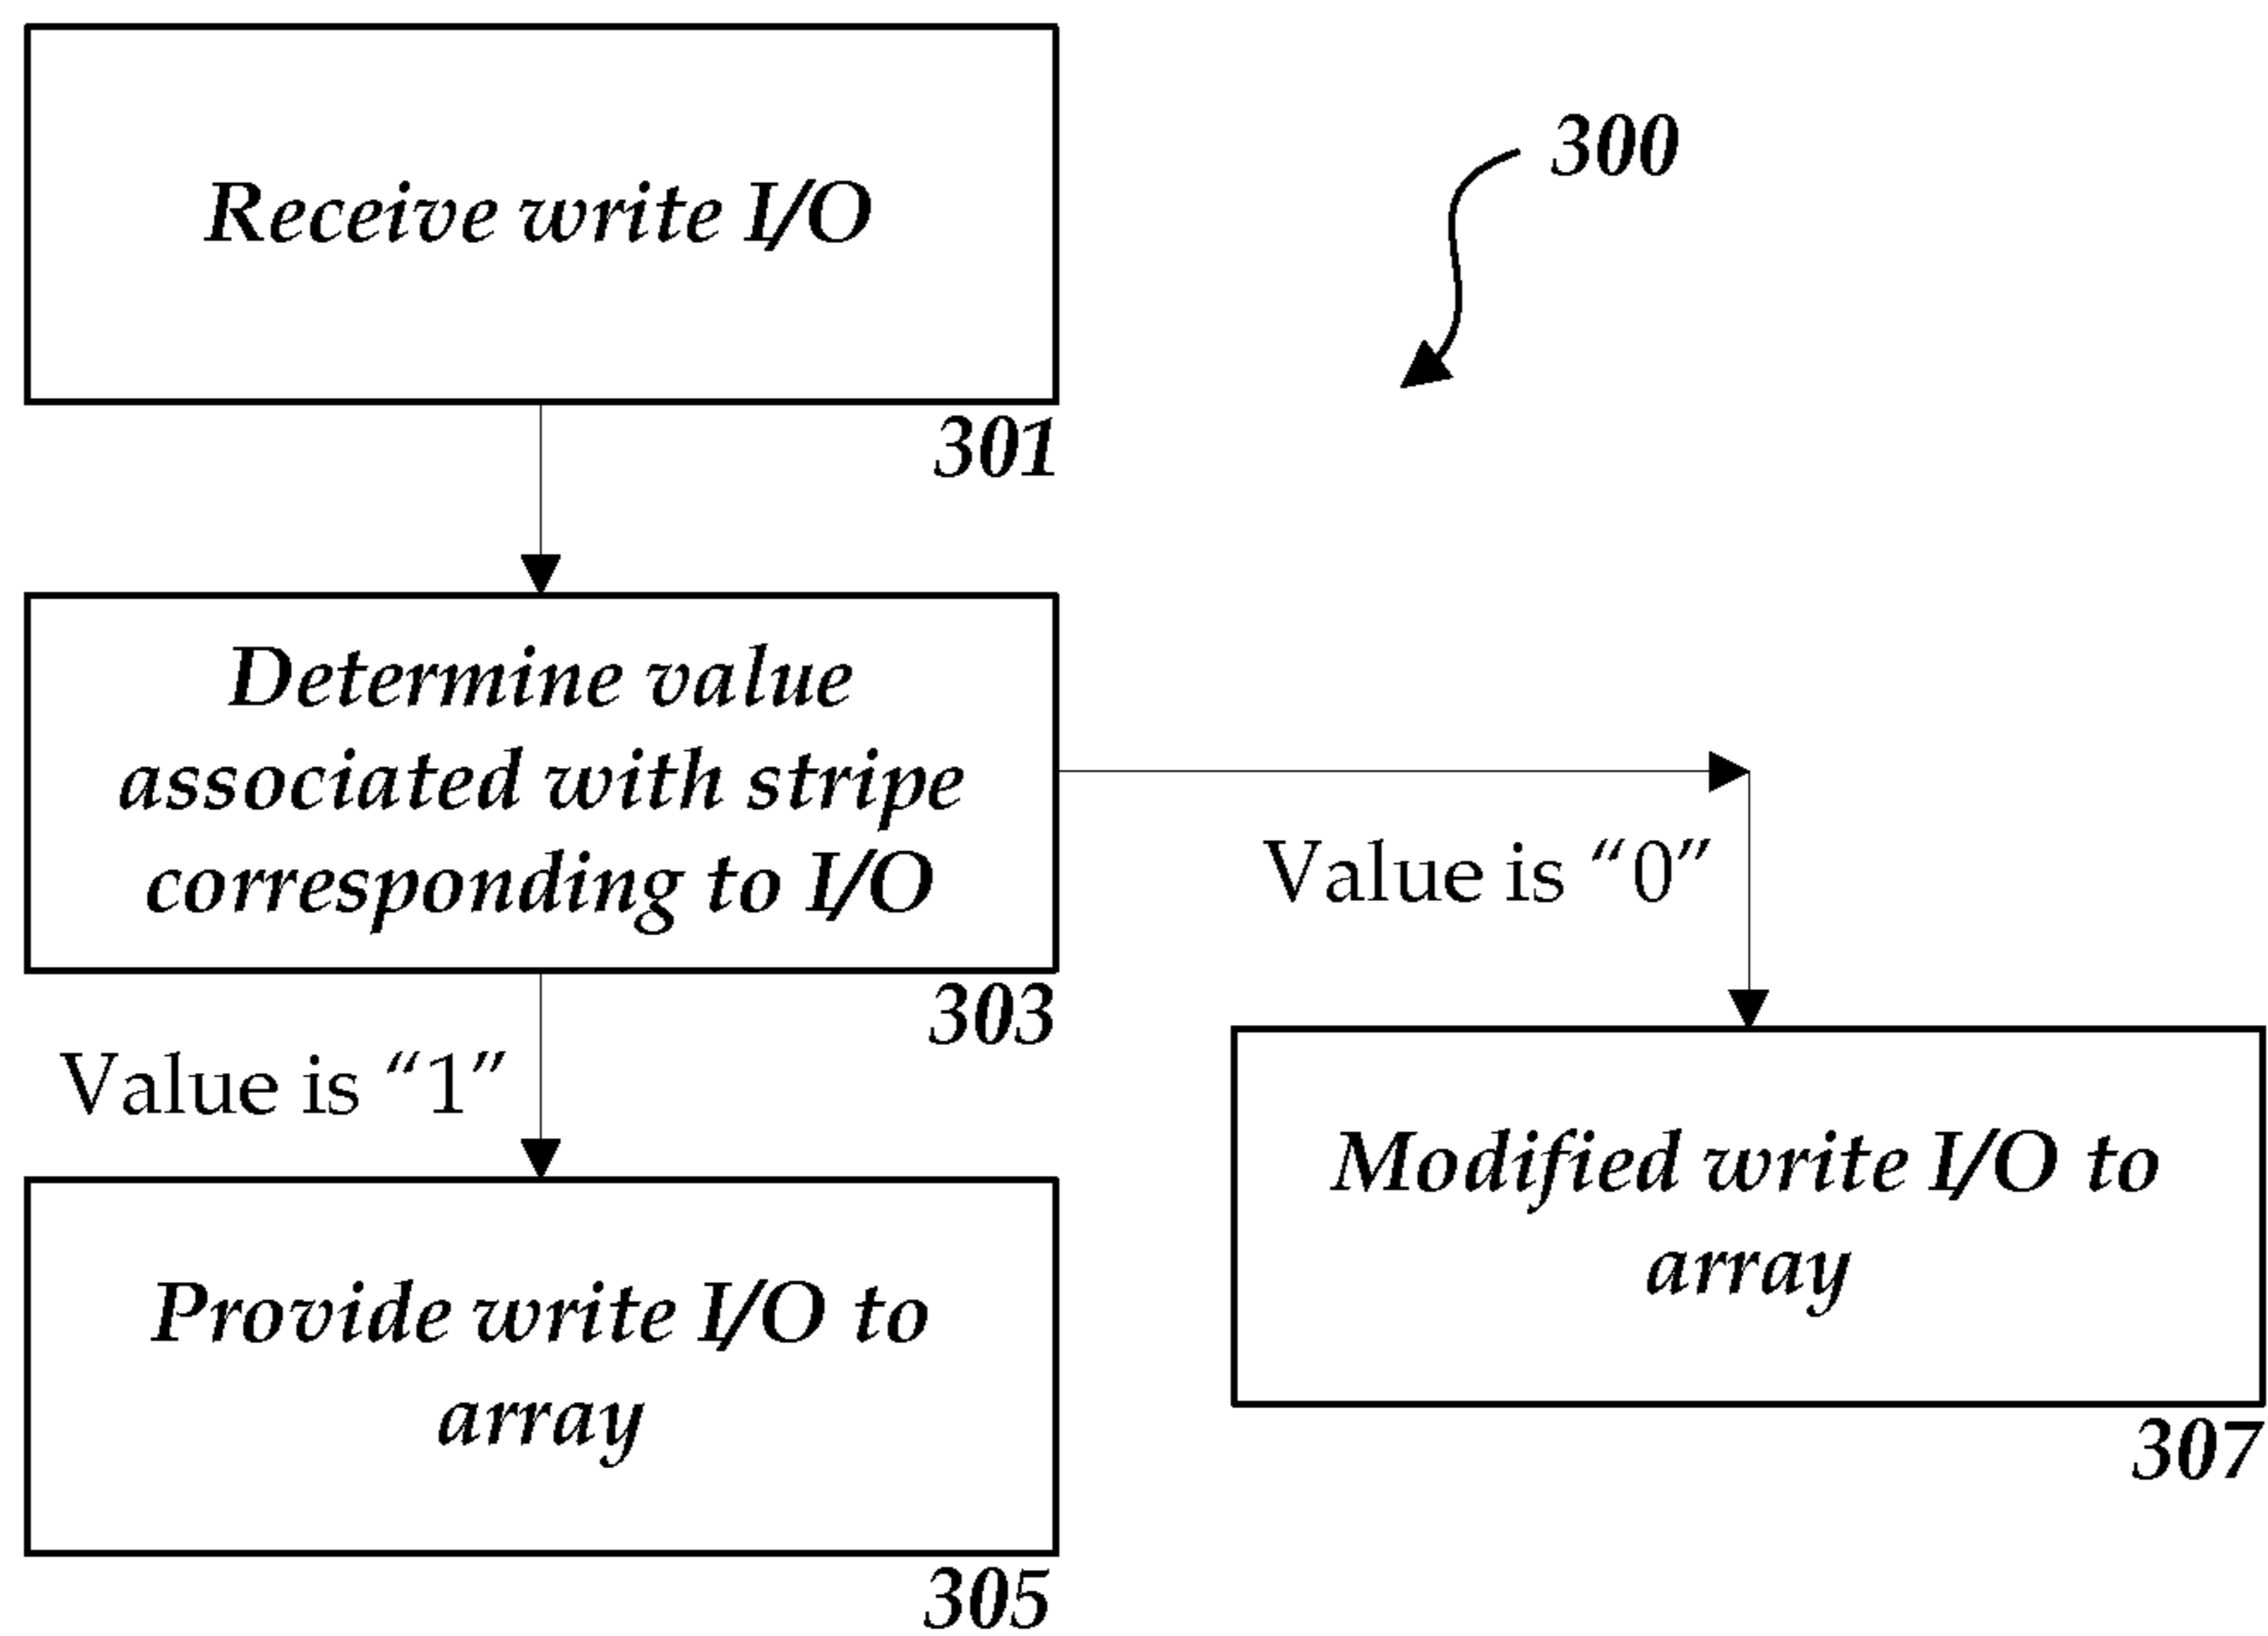 Receive write I/O
301
300
Determine value
associated with stripe
corresponding to I/O
303
Value is “0”
Value is “1”
Provide write I/O to
array
305
Modified write I/O to
array
307